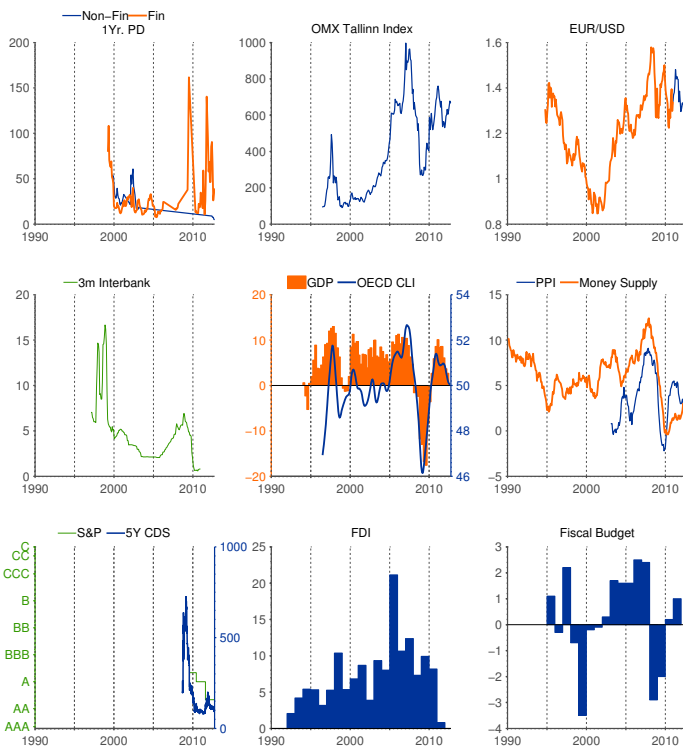 Non−Fin Fin
1Yr. PD
200
150
100
50
0
1990 2000 2010
OMX Tallinn Index
1000
800
600
400
200
0
1990 2000 2010
EUR/USD
1.6
1.4
1.2
1
0.8
1990 2000 2010
3m Interbank
20
15
10
5
0
1990 2000 2010
GDP OECD CLI
20 54
10 52
0 50
−10 48
−20 46
1990 2000 2010
PPI Money Supply
15
10
5
0
−5
1990 2000 2010
S&P 5Y CDS
C 1000
CC
CCC
B
BB 500
BBB
A
AA
AAA 0
1990 2000 2010
FDI
25
20
15
10
5
0
1990 2000 2010
Fiscal Budget
3
2
1
0
−1
−2
−3
−4
1990 2000 2010